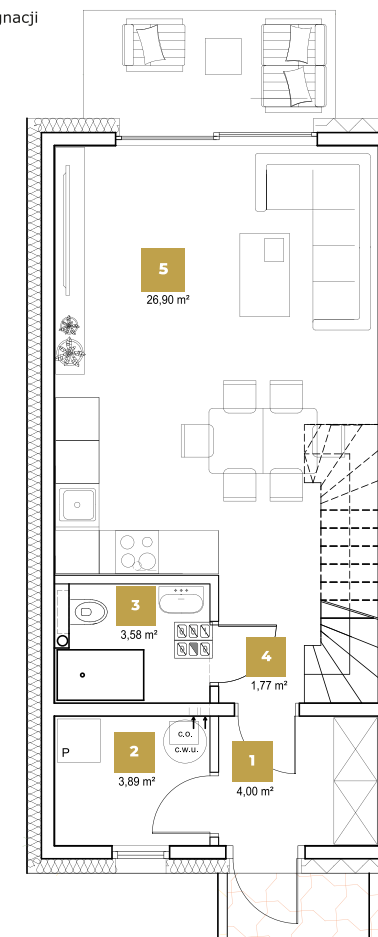 gnacji
5
26,90 m²
3
3,58 m²
4
1,77 m²
c.o.
c.w.u.
P
2
3,89 m²
1
4,00 m²